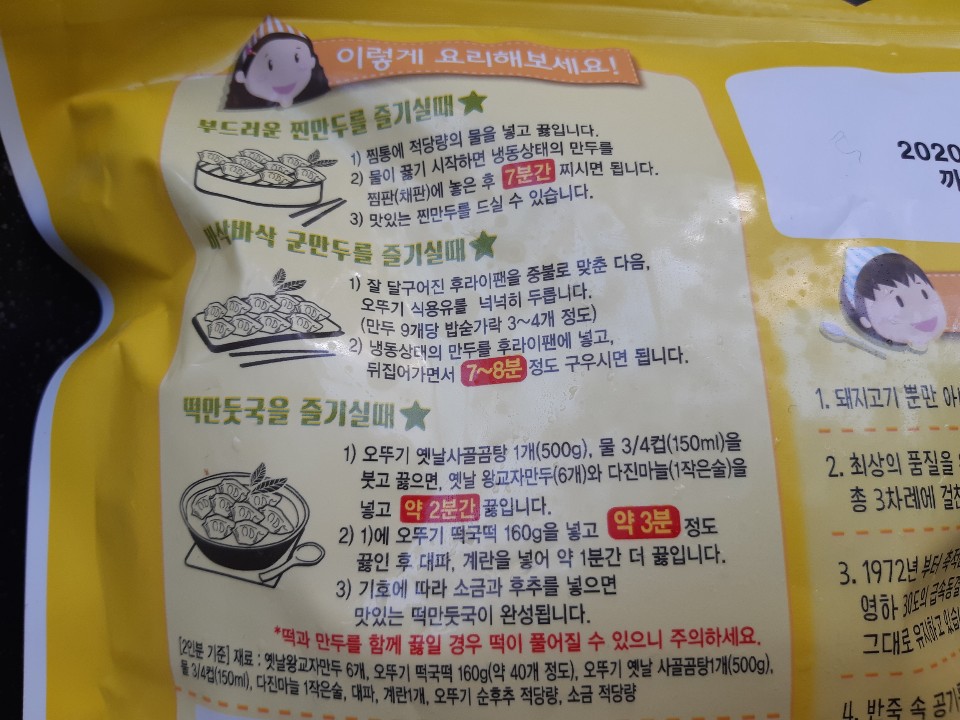 이렇게 요리해보세요!
부드러운 찐만두를 즐기실때
1) 찜통에 적당량의 물을 넣고 끓입니다.
2) 물이 끓기 시작하면 냉동상태의 만두를
찜판(채판)에 놓은 후 7분간 찌시면 됩니다.
3) 맛있는 찐만두를 드실 수 있습니다.
바삭바삭 군만두를 즐기실때
1) 잘 달구어진 후라이팬을 중불로 맞춘 다음,
오뚜기 식용유를 넉넉히 두릅니다.
(만두 9개당 밥숟가락 3~4개 정도)
2) 냉동상태의 만두를 후라이팬에 넣고,
뒤집어가면서 7~8분 정도 구우시면 됩니다.
떡만둣국을 즐기실때
1) 오뚜기 옛날사골곰탕 1개(500g), 물 3/4컵(150ml)을
붓고 끓으면, 옛날 왕교자만두(6개)와 다진마늘(1작은술)을
넣고 약 2분간 끓입니다.
2) 1)에 오뚜기 떡국떡 160g을 넣고 약 3분 정도
끓인 후 대파, 계란을 넣어 약 1분간 더 끓입니다.
3) 기호에 따라 소금과 후추를 넣으면
맛있는 떡만둣국이 완성됩니다.
*떡과 만두를 함께 끓일 경우 떡이 풀어질 수 있으니 주의하세요.
[2인분 기준] 재료 : 옛날왕교자만두 6개, 오뚜기 떡국떡 160g(약 40개 정도), 오뚜기 옛날 사골곰탕1개(500g),
물 3/4컵(150ml), 다진마늘 1작은술, 대파, 계란1개, 오뚜기 순후추 적당량, 소금 적당량
2020
까
1. 돼지고기 뿐만
2. 최상의 품질을
총 3차례에
3. 1972년 부터
영하 30도의 급속동결
그대로 유지하고
4. 반죽 속